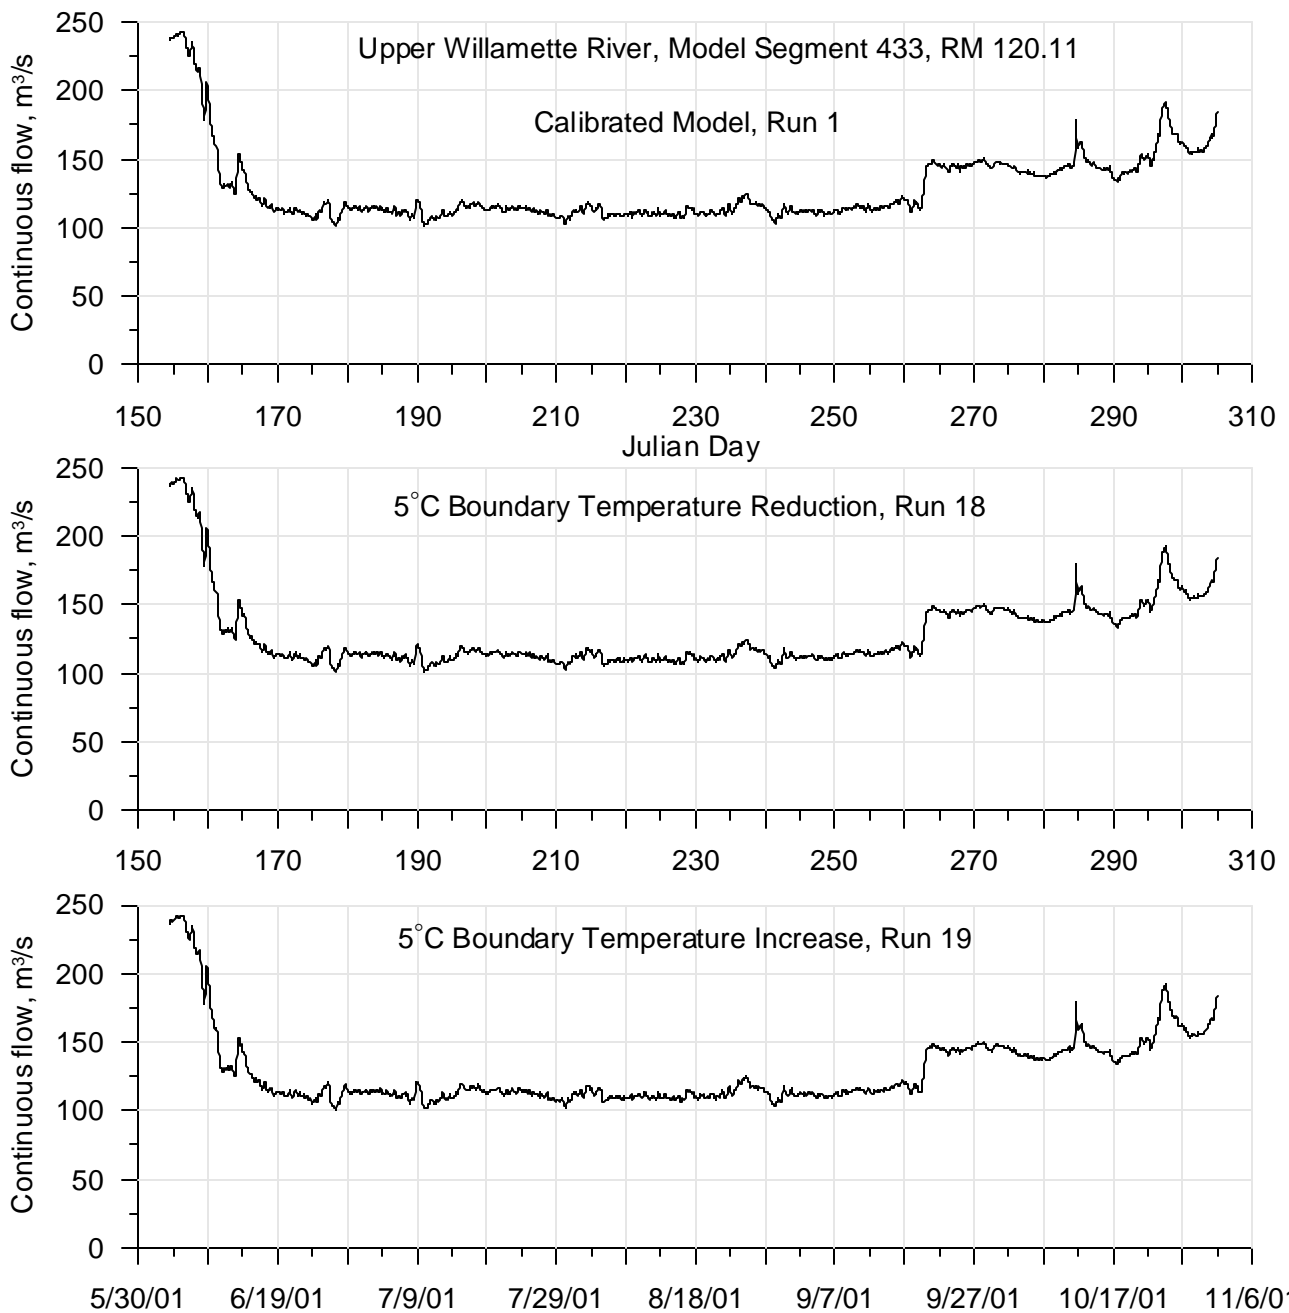 Upper Willamette River, Model Segment 433, RM 120.11
Calibrated Model, Run 1
Continuous flow, m³/s
250
200
150
100
50
0
150 170 190 210 230 250 270 290 310
Julian Day
5°C Boundary Temperature Reduction, Run 18
Continuous flow, m³/s
250
200
150
100
50
0
150 170 190 210 230 250 270 290 310
5°C Boundary Temperature Increase, Run 19
Continuous flow, m³/s
250
200
150
100
50
0
5/30/01 6/19/01 7/9/01 7/29/01 8/18/01 9/7/01 9/27/01 10/17/01 11/6/0